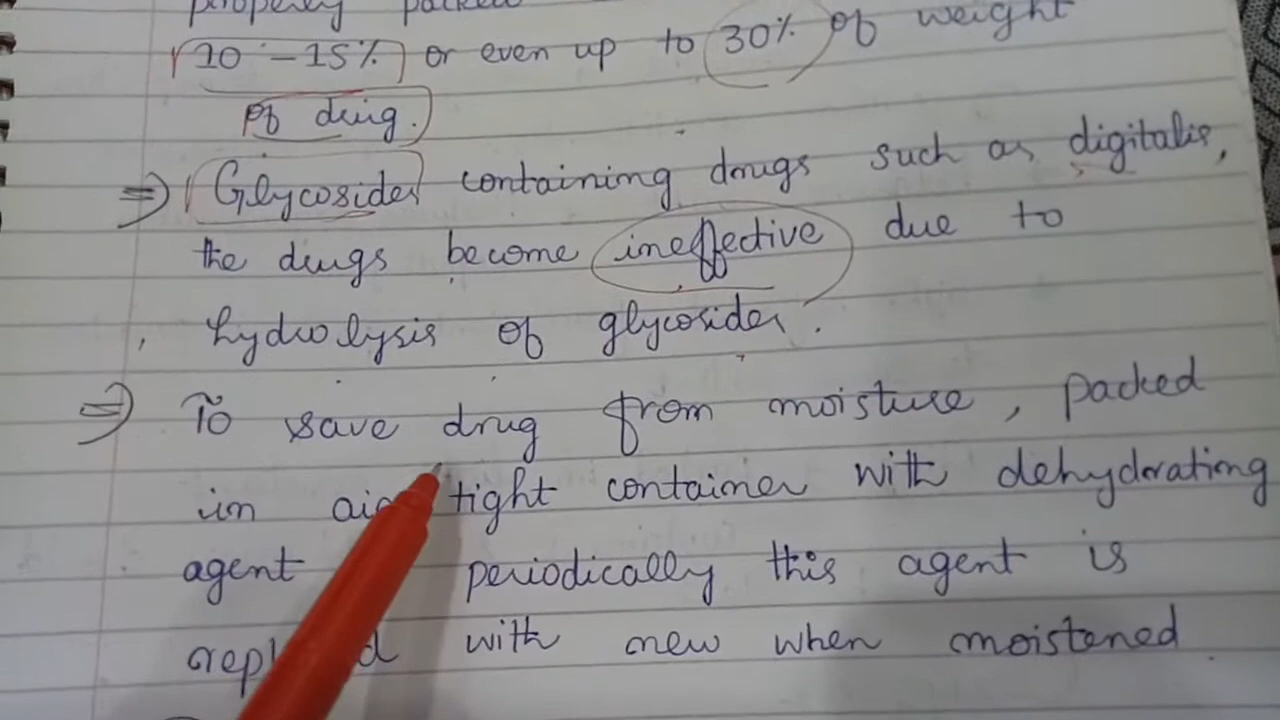 properly packed
10 - 15% or even up to 30% of weight
of drug.
⇒ Glycosides containing drugs such as digitalis,
the drugs become ineffective due to
hydrolysis of glycosides.
⇒ To save drug from moisture, packed
in air tight container with dehydrating
agent periodically this agent is
with new when moistened